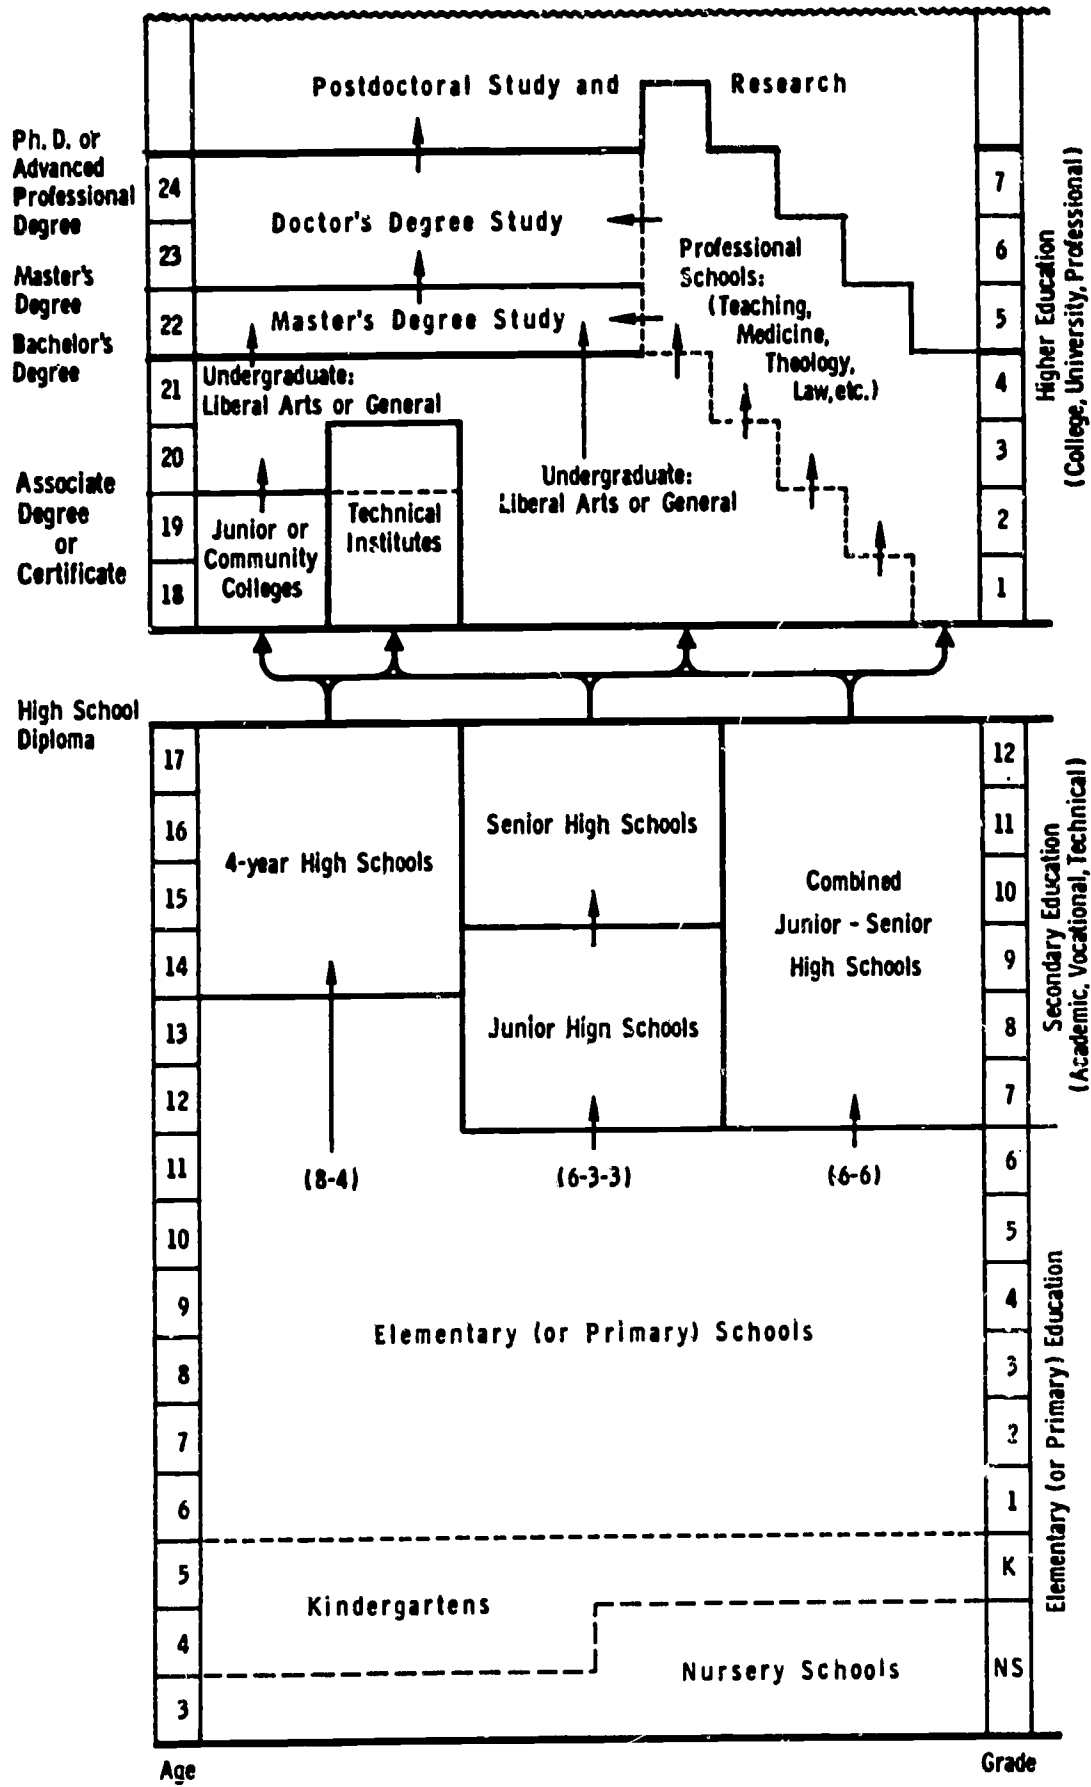 Postdoctoral Study and Research
Ph. D. or
Advanced
Professional
Degree
Master's
Degree
Bachelor's
Degree
Associate
Degree
or
Certificate
24
23
22
21
20
19
18
Doctor's Degree Study
Master's Degree Study
Professional
Schools:
(Teaching,
Medicine,
Theology,
Law, etc.)
Undergraduate:
Liberal Arts or General
Undergraduate:
Liberal Arts or General
Junior or
Community
Colleges
Technical
Institutes
7
6
5
4
3
2
1
Higher Education
(College, University, Professional)
High School
Diploma
17
16
15
14
13
12
11
10
9
8
7
6
5
4
3
Age
4-year High Schools
Senior High Schools
Junior Hign Schools
Combined
Junior - Senior
High Schools
(8-4)
(6-3-3)
(6-6)
Elementary (or Primary) Schools
Kindergartens
Nursery Schools
12
11
10
9
8
7
6
5
4
3
2
1
K
NS
Grade
Secondary Education
(Academic, Vocational, Technical)
Elementary (or Primary) Education